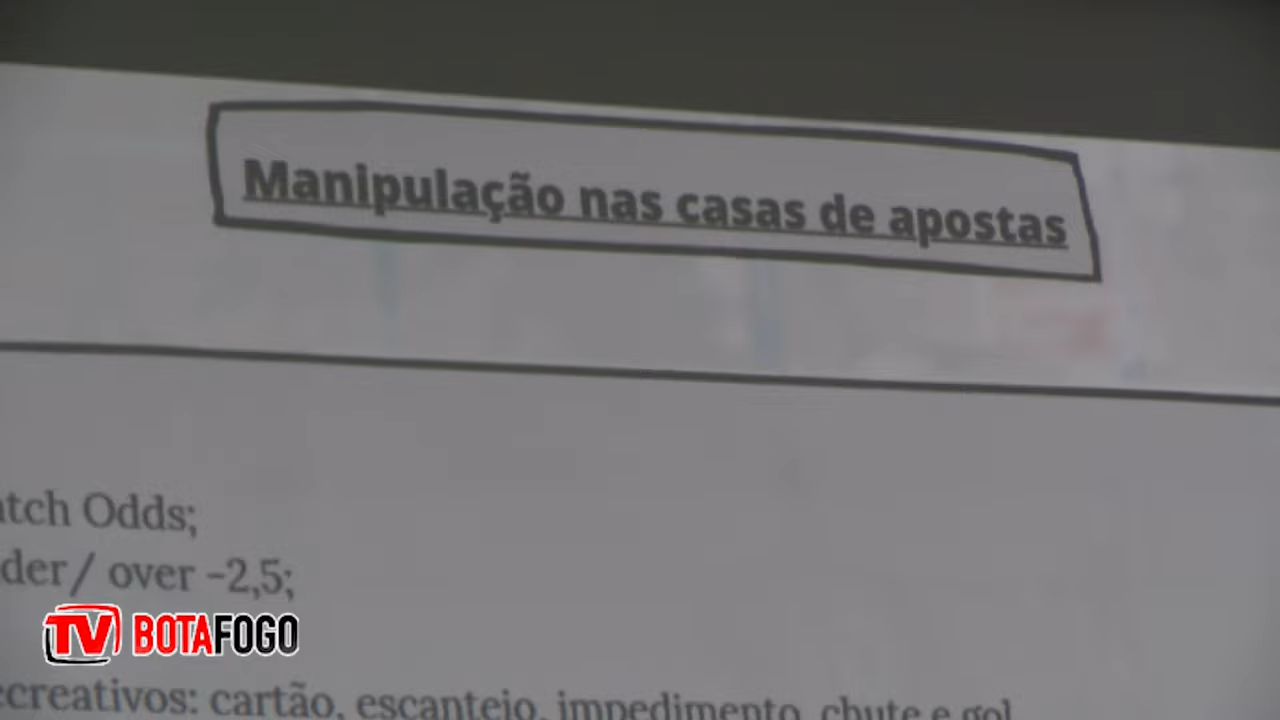 Manipulação nas casas de apostas
atch Odds;
der/ over -2,5;
TV BOTAFOGO
ecreativos: cartão, escanteio, impedimento, chute e gol